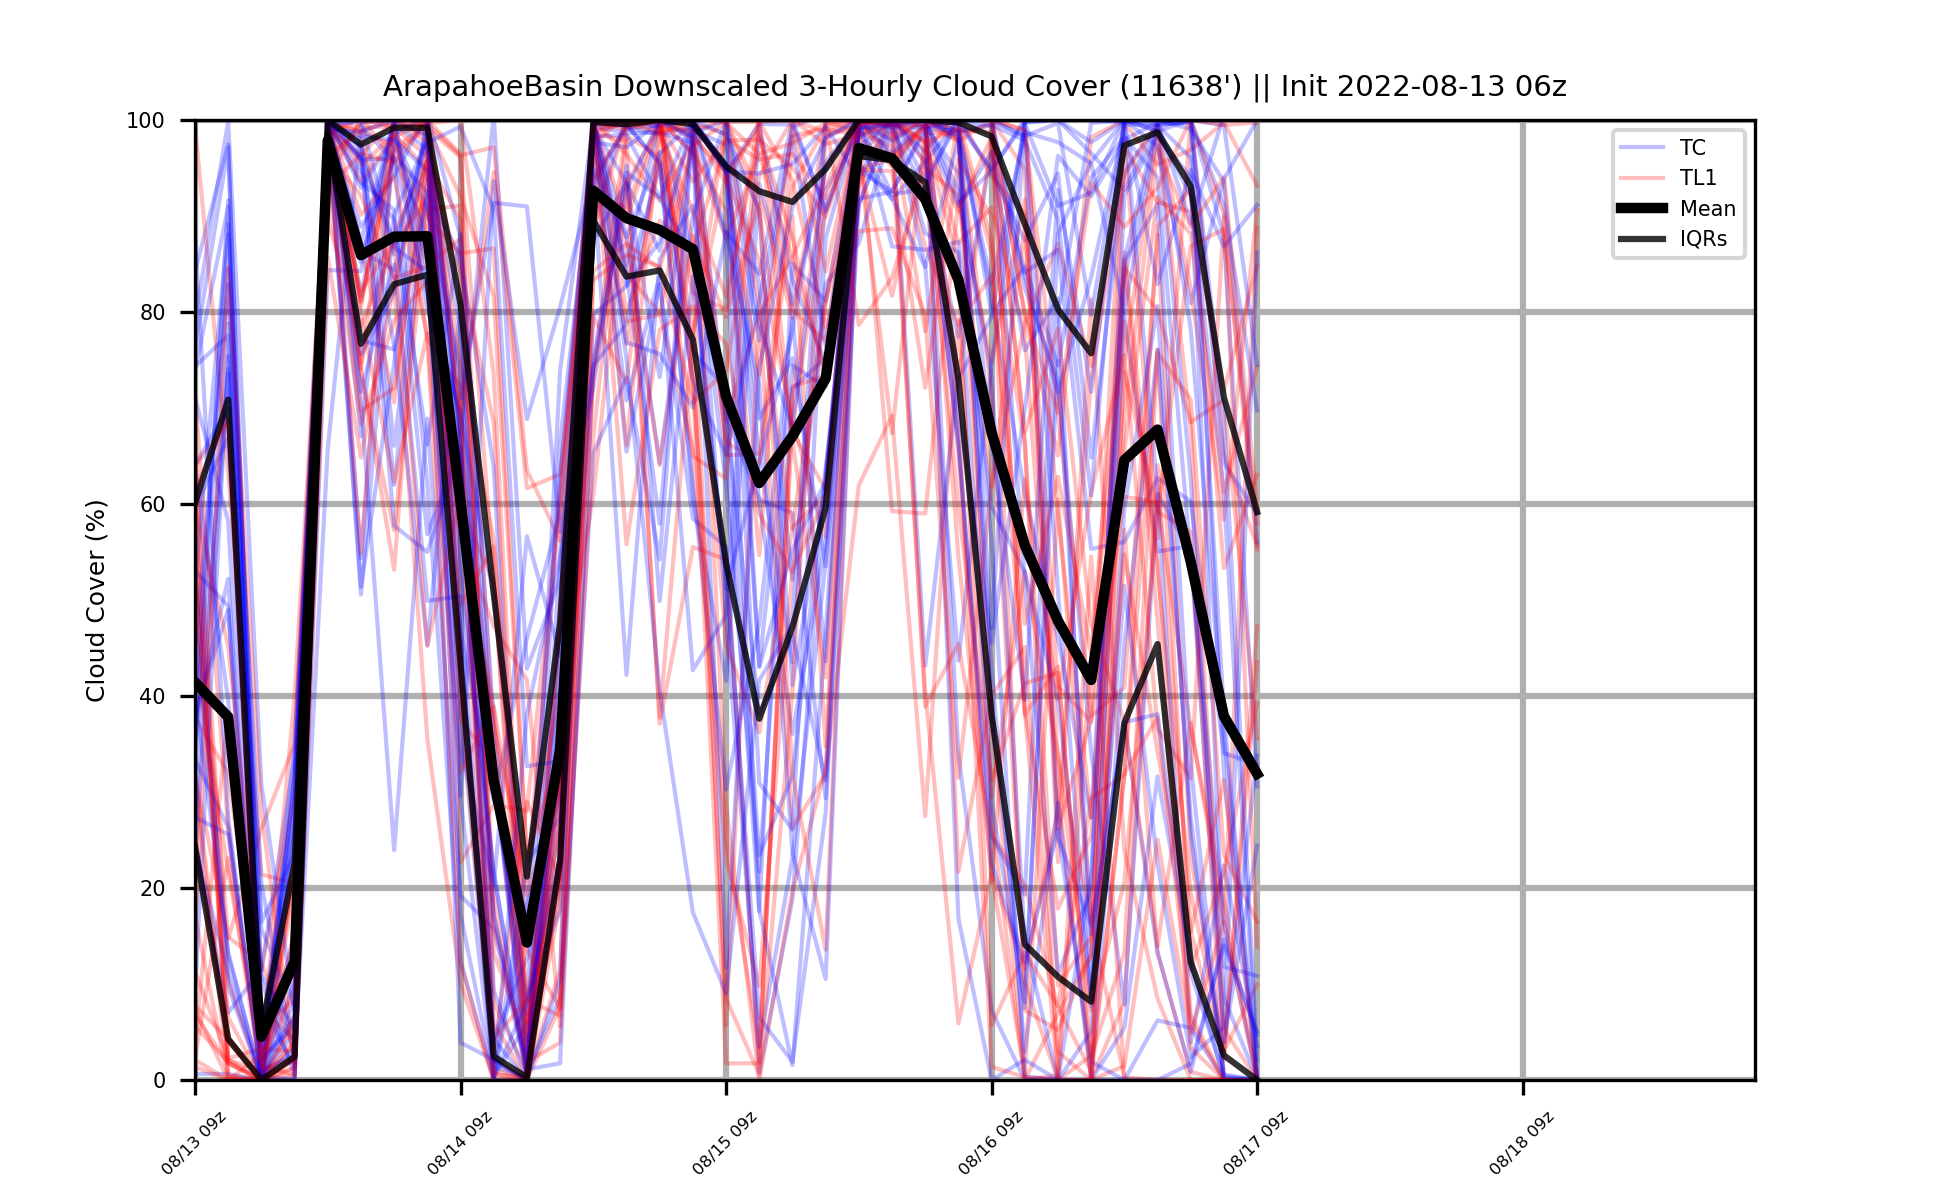 ArapahoeBasin Downscaled 3-Hourly Cloud Cover (11638') || Init 2022-08-13 06z
100
80
60
40
20
0
Cloud Cover (%)
TC
TL1
Mean
IQRs
08/13 09z
08/14 09z
08/15 09z
08/16 09z
08/17 09z
08/18 09z